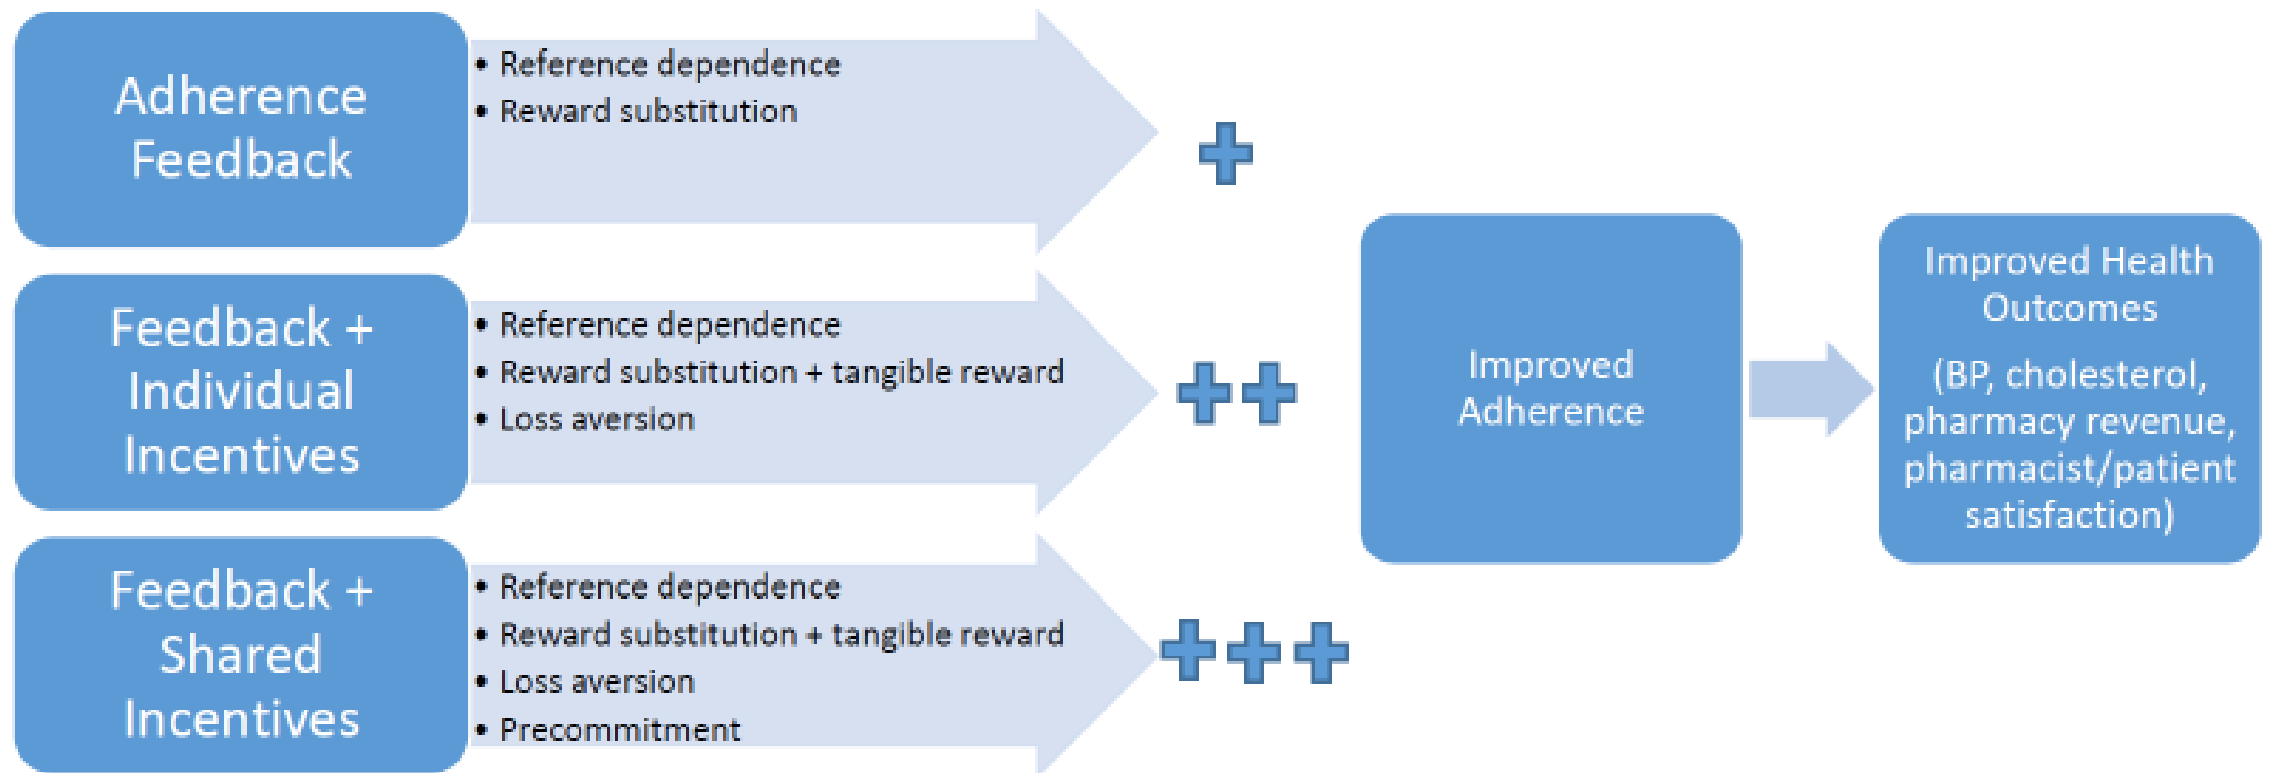 Adherence
Feedback
• Reference dependence
• Reward substitution
Feedback +
Individual
Incentives
• Reference dependence
• Reward substitution + tangible reward
• Loss aversion
Feedback +
Shared
Incentives
• Reference dependence
• Reward substitution + tangible reward
• Loss aversion
• Precommitment
Improved
Adherence
Improved Health
Outcomes
(BP, cholesterol,
pharmacy revenue,
pharmacist/patient
satisfaction)